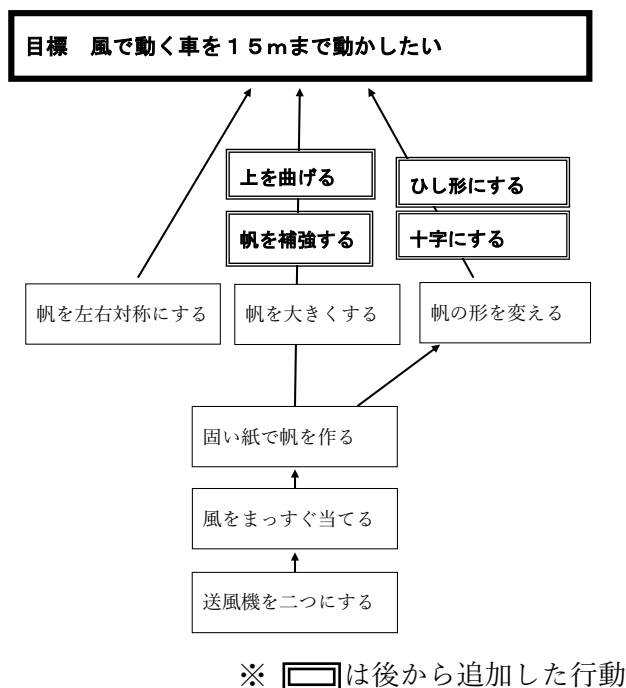 目標　風で動く車を１５ｍまで動かしたい
上を曲げる
ひし形にする
帆を補強する
十字にする
帆を左右対称にする
帆を大きくする
帆の形を変える
固い紙で帆を作る
風をまっすぐ当てる
送風機を二つにする
※　は後から追加した行動